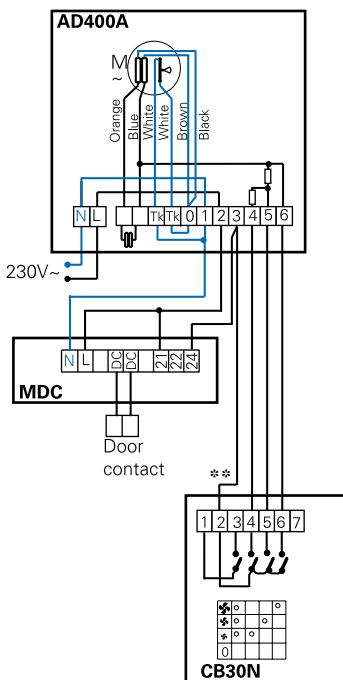 AD400A
M
~
Orange
Blue
White
White
Brown
Black
N L Tk Tk 0 1 2 3 4 5 6
230V~
N L DC DC 21 22 24
MDC
Door
contact
**
1 2 3 4 5 6 7
0
CB30N